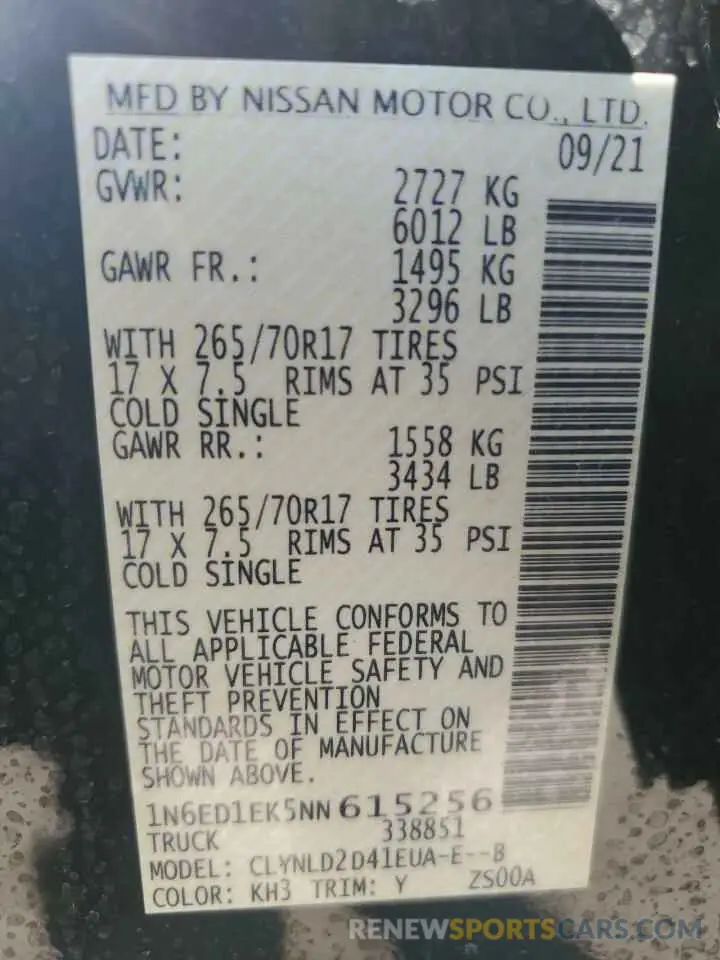 MFD BY NISSAN MOTOR CO., LTD.
DATE: 09/21
GVWR: 2727 KG
6012 LB
GAWR FR.: 1495 KG
3296 LB
WITH 265/70R17 TIRES
17 X 7.5 RIMS AT 35 PSI
COLD SINGLE
GAWR RR.: 1558 KG
3434 LB
WITH 265/70R17 TIRES
17 X 7.5 RIMS AT 35 PSI
COLD SINGLE
THIS VEHICLE CONFORMS TO
ALL APPLICABLE FEDERAL
MOTOR VEHICLE SAFETY AND
THEFT PREVENTION
STANDARDS IN EFFECT ON
THE DATE OF MANUFACTURE
SHOWN ABOVE.
1N6ED1EK5NN615256
TRUCK 338851
MODEL: CLYNLD2D41EUA-E--B
COLOR: KH3 TRIM: Y ZS00A
RENEWSPORTSCARS.COM